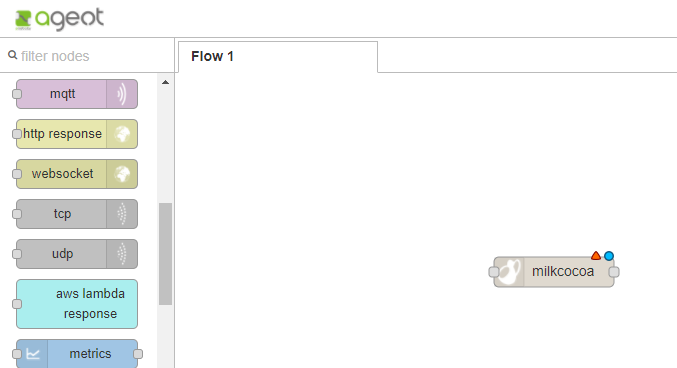 ageot
filter nodes
Flow 1
mqtt
http response
websocket
tcp
udp
aws lambda
response
metrics
milkcocoa